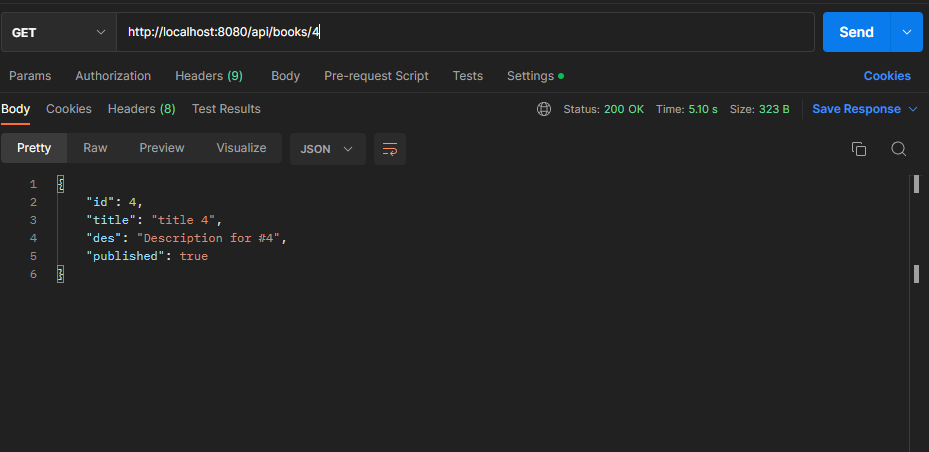 GET http://localhost:8080/api/books/4 Send
Params Authorization Headers (9) Body Pre-request Script Tests Settings Cookies
Body Cookies Headers (8) Test Results Status: 200 OK Time: 5.10 s Size: 323 B Save Response
Pretty Raw Preview Visualize JSON
1 {
2 "id": 4,
3 "title": "title 4",
4 "des": "Description for #4",
5 "published": true
6 }